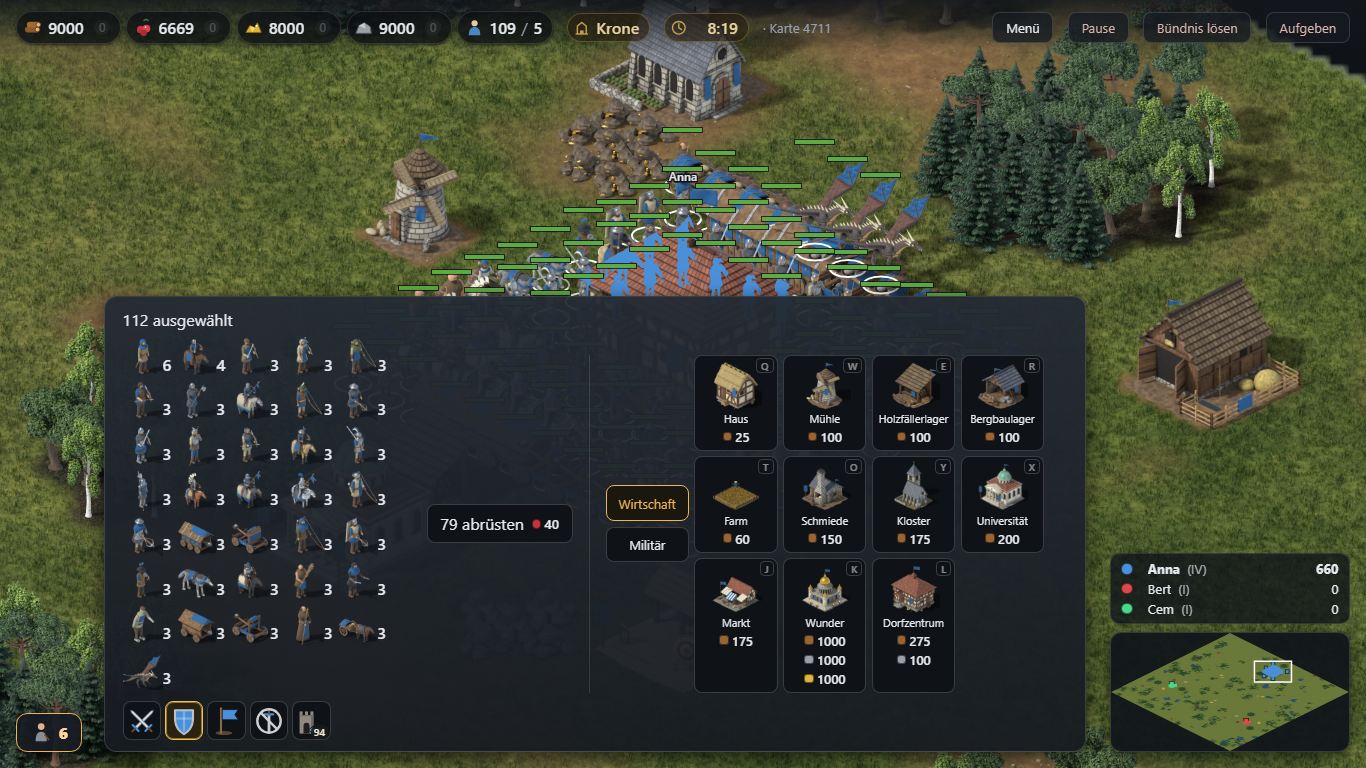 9000 0 6669 0 8000 0 9000 0 109 / 5 Krone 8:19 · Karte 4711 Menü Pause Bündnis lösen Aufgeben
Anna
112 ausgewählt
6 4 3 3 3
3 3 3 3 3
3 3 3 3 3
3 3 3 3 3
3 3 3 3 3
3 3 3 3 3
3 3 3 3 3
3
94
79 abrüsten 40
Wirtschaft
Militär
Q W E R
Haus Mühle Holzfällerlager Bergbaulager
25 100 100 100
T O Y X
Farm Schmiede Kloster Universität
60 150 175 200
J K L
Markt Wunder Dorfzentrum
175 1000 275
1000 100
1000
Anna (IV) 660
Bert (I) 0
Cem (I) 0
6